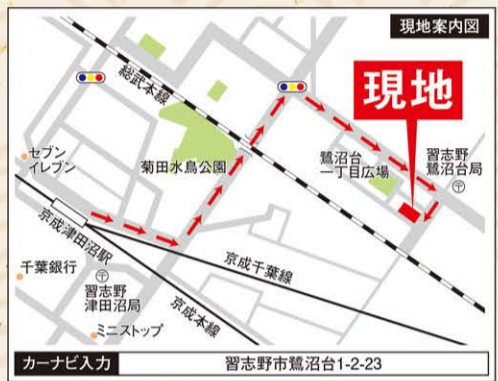 現地案内図
総武本線
現地
セブン
イレブン
菊田水鳥公園
鷺沼台
一丁目広場
習志野
鷺沼台局
〒
京成津田沼駅
千葉銀行
〒
習志野
津田沼局
京成千葉線
京成本線
ミニストップ
カーナビ入力
習志野市鷺沼台1-2-23